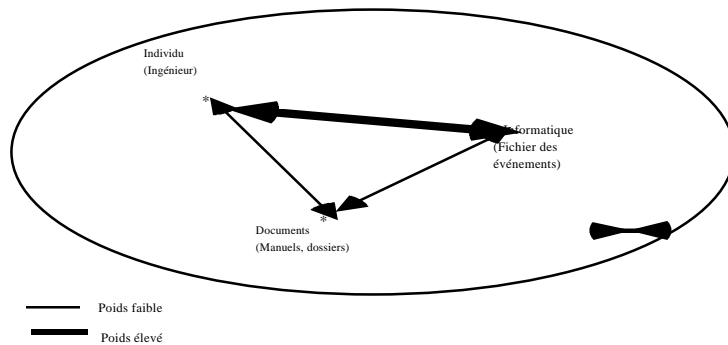 Individu
(Ingénieur)
*
Informatique
(Fichier des
événements)
*
Documents
(Manuels, dossiers)
Poids faible
Poids élevé